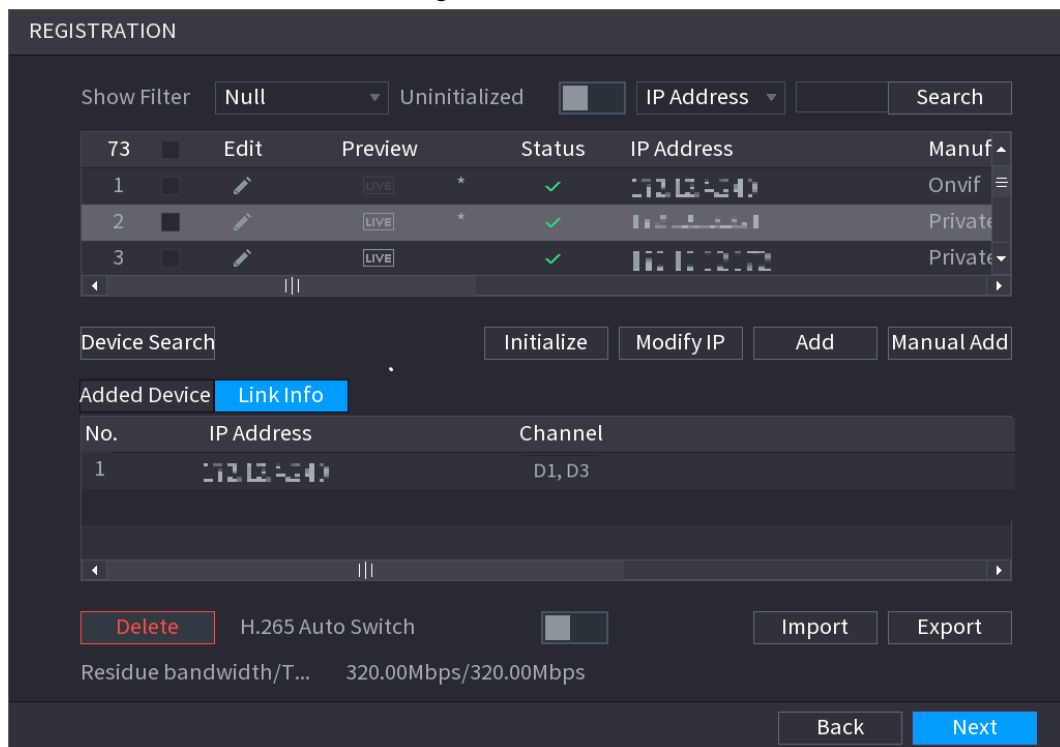 REGISTRATION
Show Filter Null Uninitialized IP Address Search
73 Edit Preview Status IP Address Manuf
1 LIVE * Onvif
2 LIVE * Private
3 LIVE Private
Device Search Initialize Modify IP Add Manual Add
Added Device Link Info
No. IP Address Channel
1 D1, D3
Delete H.265 Auto Switch Import Export
Residue bandwidth/T... 320.00Mbps/320.00Mbps
Back Next